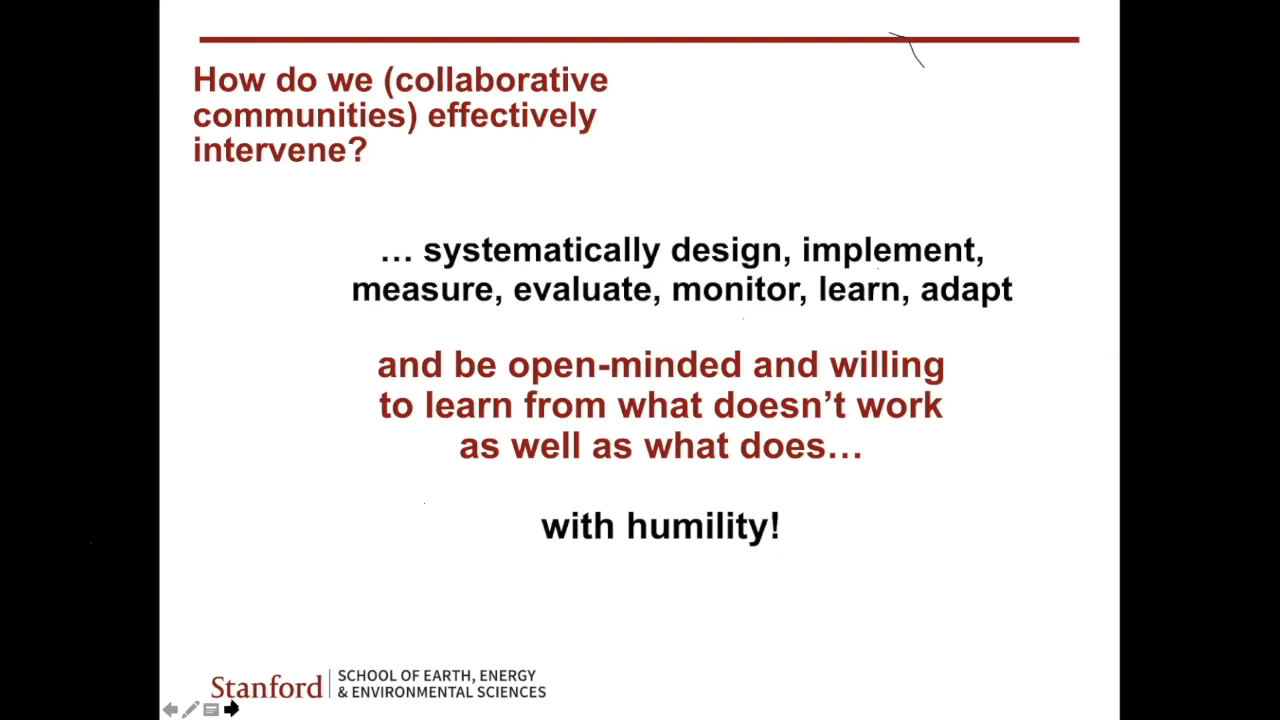 How do we (collaborative
communities) effectively
intervene?
… systematically design, implement,
measure, evaluate, monitor, learn, adapt
and be open-minded and willing
to learn from what doesn’t work
as well as what does…
with humility!
Stanford
SCHOOL OF EARTH, ENERGY
& ENVIRONMENTAL SCIENCES